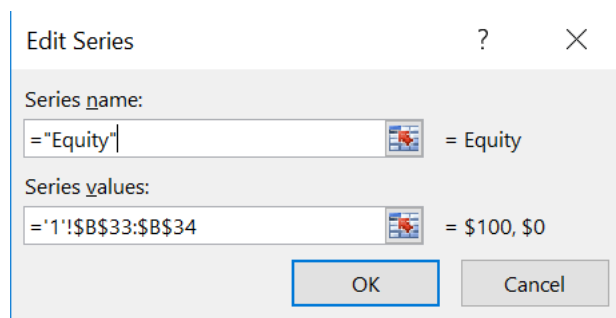 Edit Series ? ×
Series name:
="Equity" = Equity
Series values:
='1'!$B$33:$B$34 = $100, $0
OK Cancel